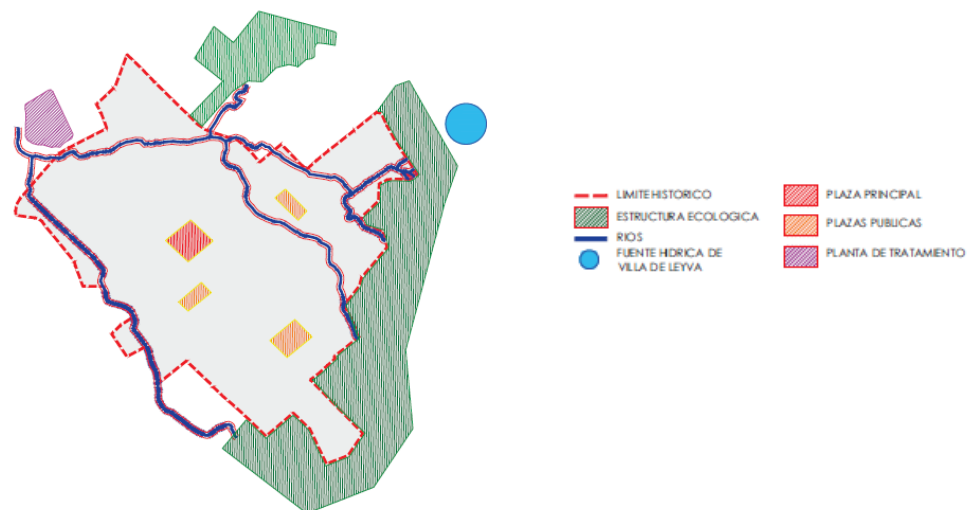 LIMITE HISTORICO
ESTRUCTURA ECOLOGICA
RIOS
FUENTE HIDRICA DE
VILLA DE LEYVA
PLAZA PRINCIPAL
PLAZAS PUBLICAS
PLANTA DE TRATAMIENTO